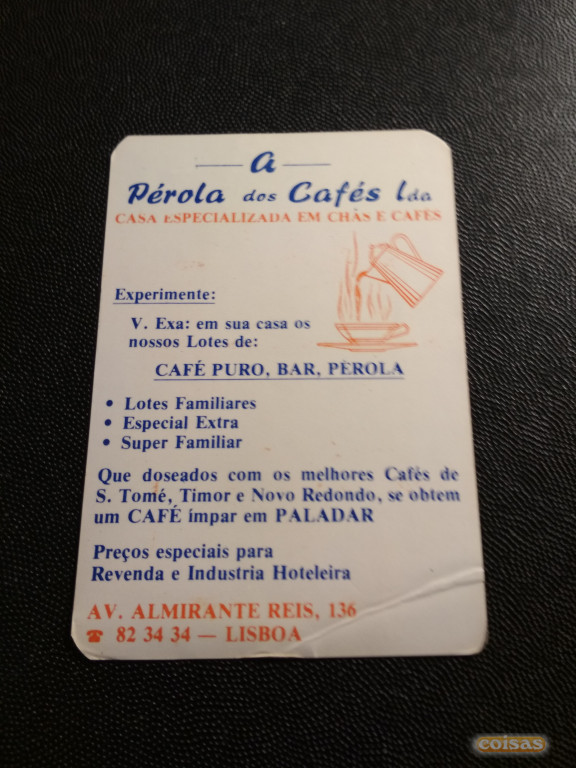 A
Pérola dos Cafés Lda
CASA ESPECIALIZADA EM CHÁS E CAFÉS
Experimente:
V. Exa: em sua casa os
nossos Lotes de:
CAFÉ PURO, BAR, PÉROLA
• Lotes Familiares
• Especial Extra
• Super Familiar
Que doseados com os melhores Cafés de
S. Tomé, Timor e Novo Redondo, se obtem
um CAFÉ ímpar em PALADAR
Preços especiais para
Revenda e Industria Hoteleira
AV. ALMIRANTE REIS, 136
☎ 82 34 34 — LISBOA
coisas